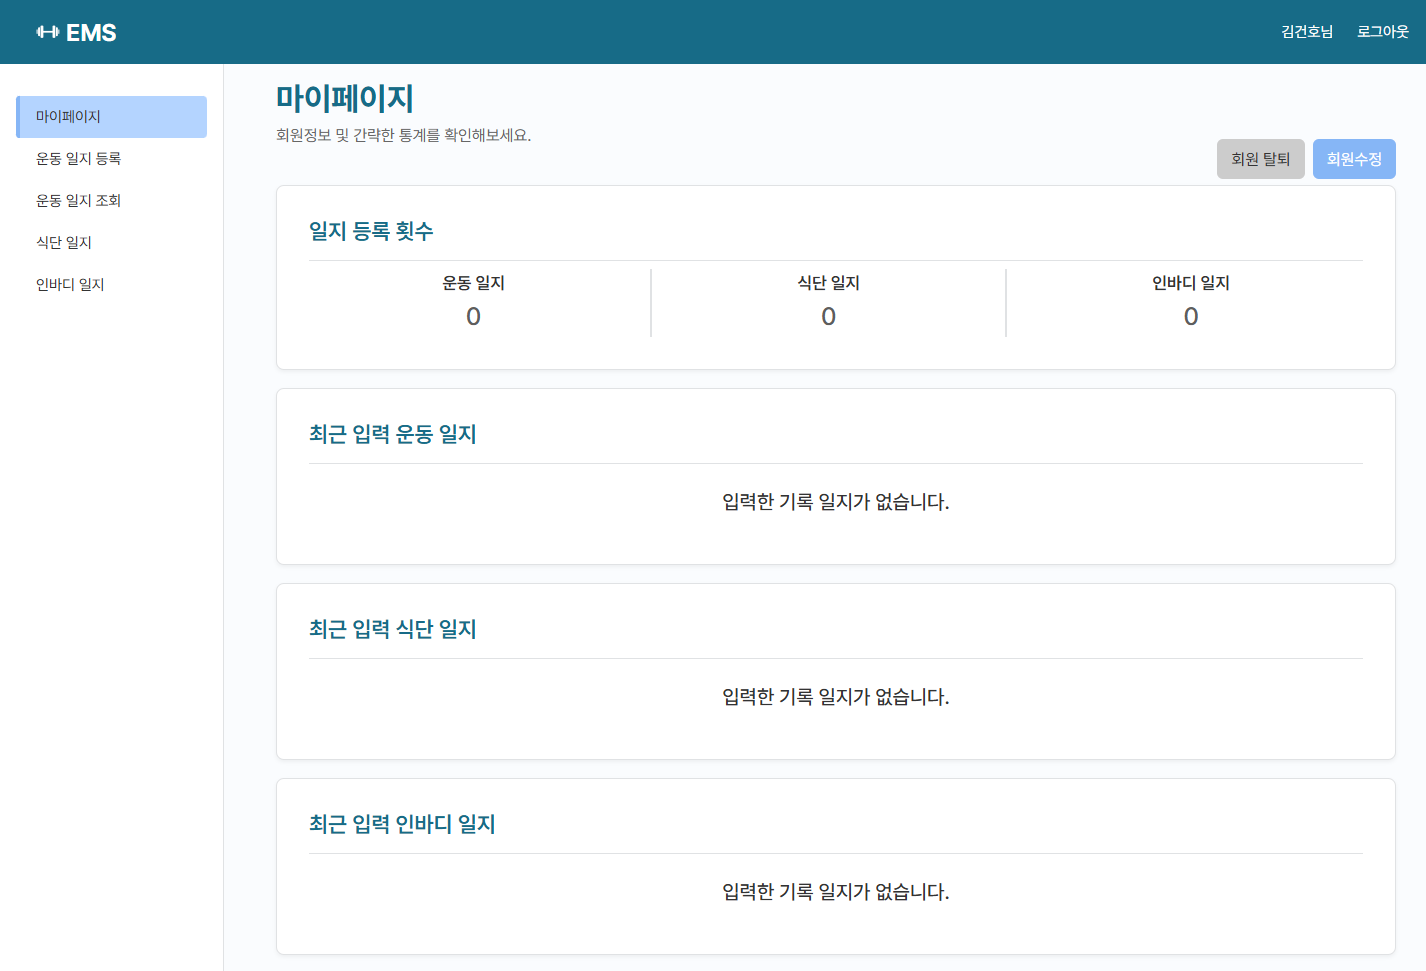 EMS
김건호님 로그아웃
마이페이지
운동 일지 등록
운동 일지 조회
식단 일지
인바디 일지
마이페이지
회원정보 및 간략한 통계를 확인해보세요.
회원 탈퇴 회원수정
일지 등록 횟수
운동 일지 식단 일지 인바디 일지
0 0 0
최근 입력 운동 일지
입력한 기록 일지가 없습니다.
최근 입력 식단 일지
입력한 기록 일지가 없습니다.
최근 입력 인바디 일지
입력한 기록 일지가 없습니다.